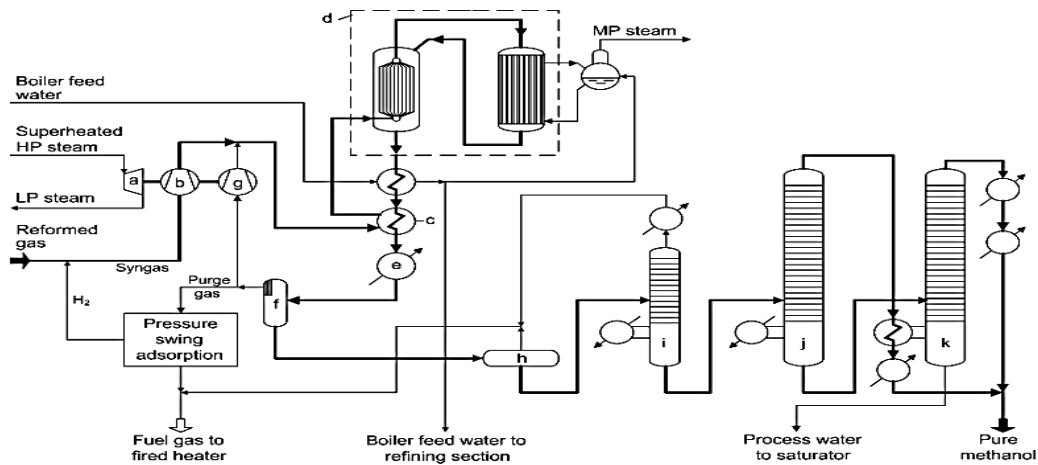 d
MP steam
Boiler feed
water
Superheated
HP steam
a
b
g
LP steam
c
Reformed
gas
Syngas
e
Purge
gas
H₂
f
Pressure
swing
adsorption
h
i
j
k
Fuel gas to
fired heater
Boiler feed water to
refining section
Process water
to saturator
Pure
methanol